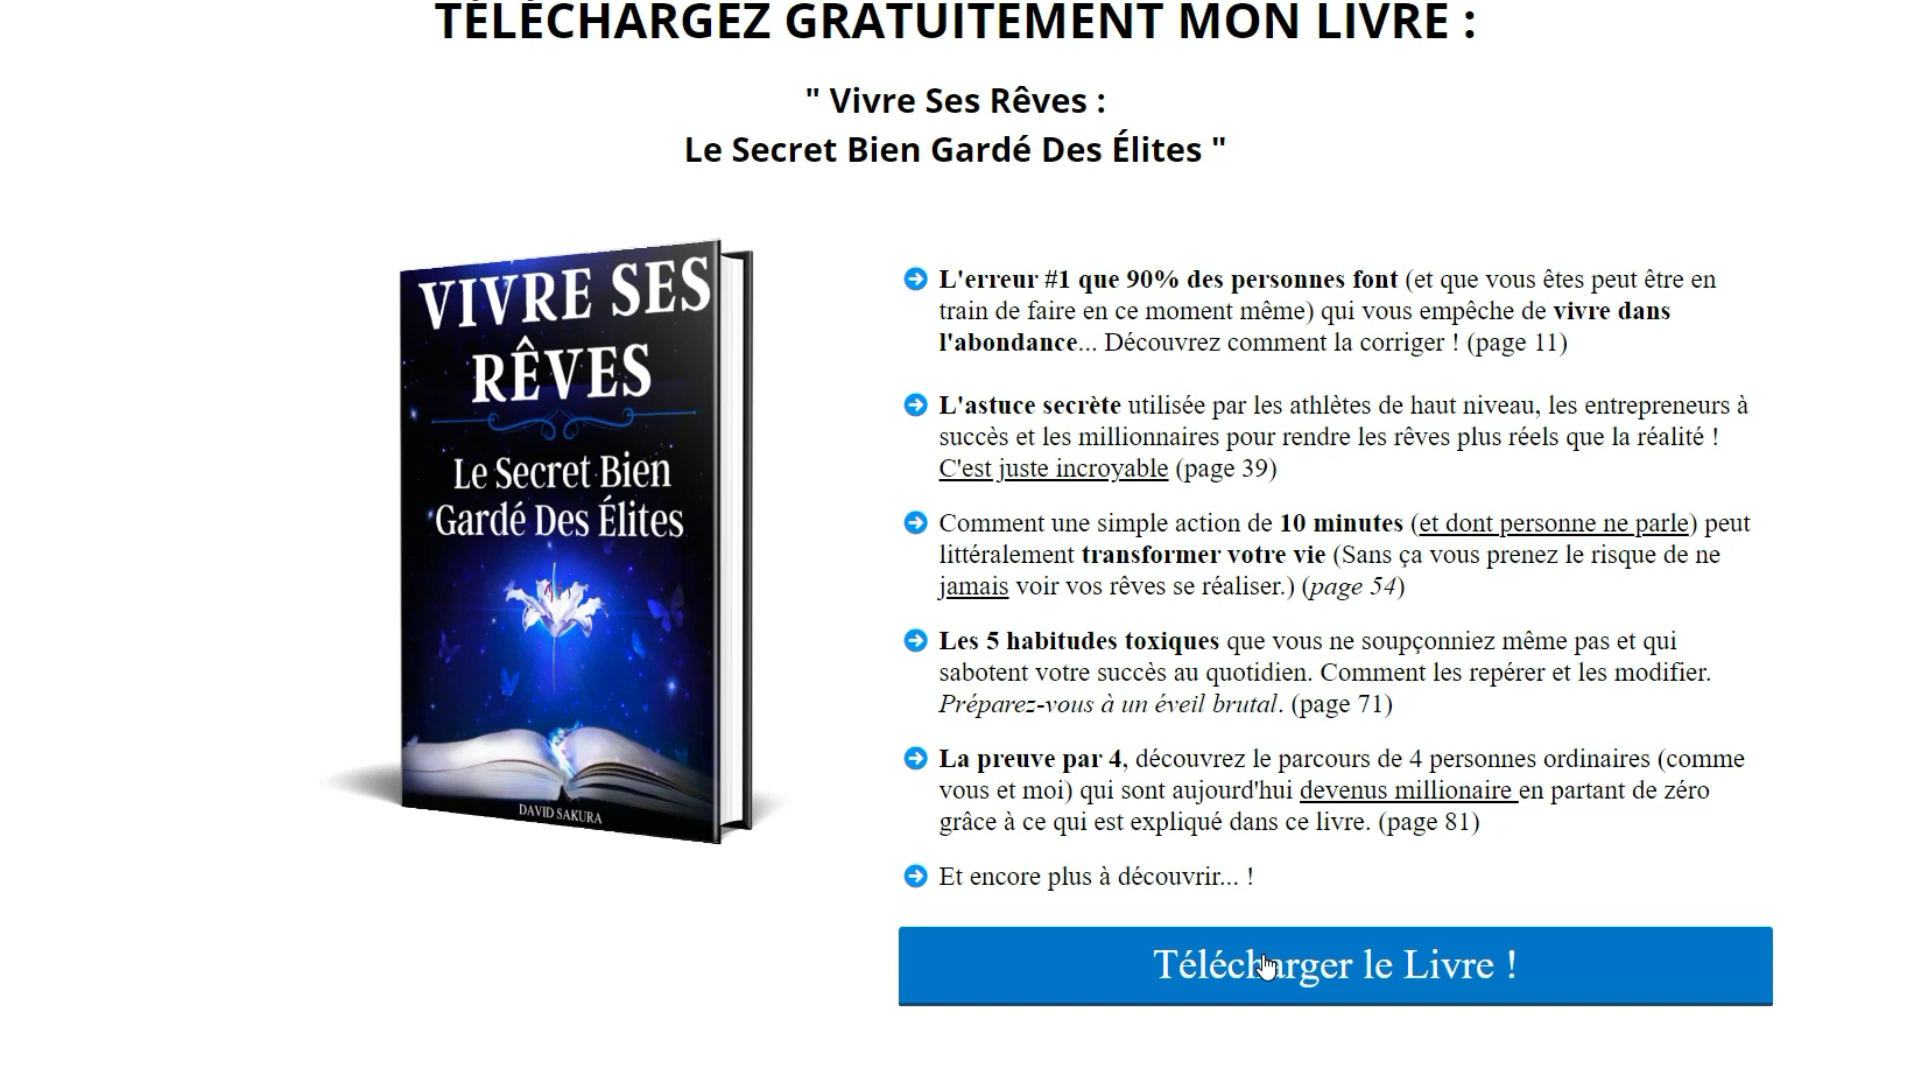 TÉLÉCHARGEZ GRATUITEMENT MON LIVRE :
" Vivre Ses Rêves :
Le Secret Bien Gardé Des Élites "
VIVRE SES
RÊVES
Le Secret Bien
Gardé Des Élites
DAVID SAKURA
L'erreur #1 que 90% des personnes font (et que vous êtes peut être en
train de faire en ce moment même) qui vous empêche de vivre dans
l'abondance... Découvrez comment la corriger ! (page 11)
L'astuce secrète utilisée par les athlètes de haut niveau, les entrepreneurs à
succès et les millionnaires pour rendre les rêves plus réels que la réalité !
C'est juste incroyable (page 39)
Comment une simple action de 10 minutes (et dont personne ne parle) peut
littéralement transformer votre vie (Sans ça vous prenez le risque de ne
jamais voir vos rêves se réaliser.) (page 54)
Les 5 habitudes toxiques que vous ne soupçonniez même pas et qui
sabotent votre succès au quotidien. Comment les repérer et les modifier.
Préparez-vous à un éveil brutal. (page 71)
La preuve par 4, découvrez le parcours de 4 personnes ordinaires (comme
vous et moi) qui sont aujourd'hui devenus millionaire en partant de zéro
grâce à ce qui est expliqué dans ce livre. (page 81)
Et encore plus à découvrir... !
Télécharger le Livre !